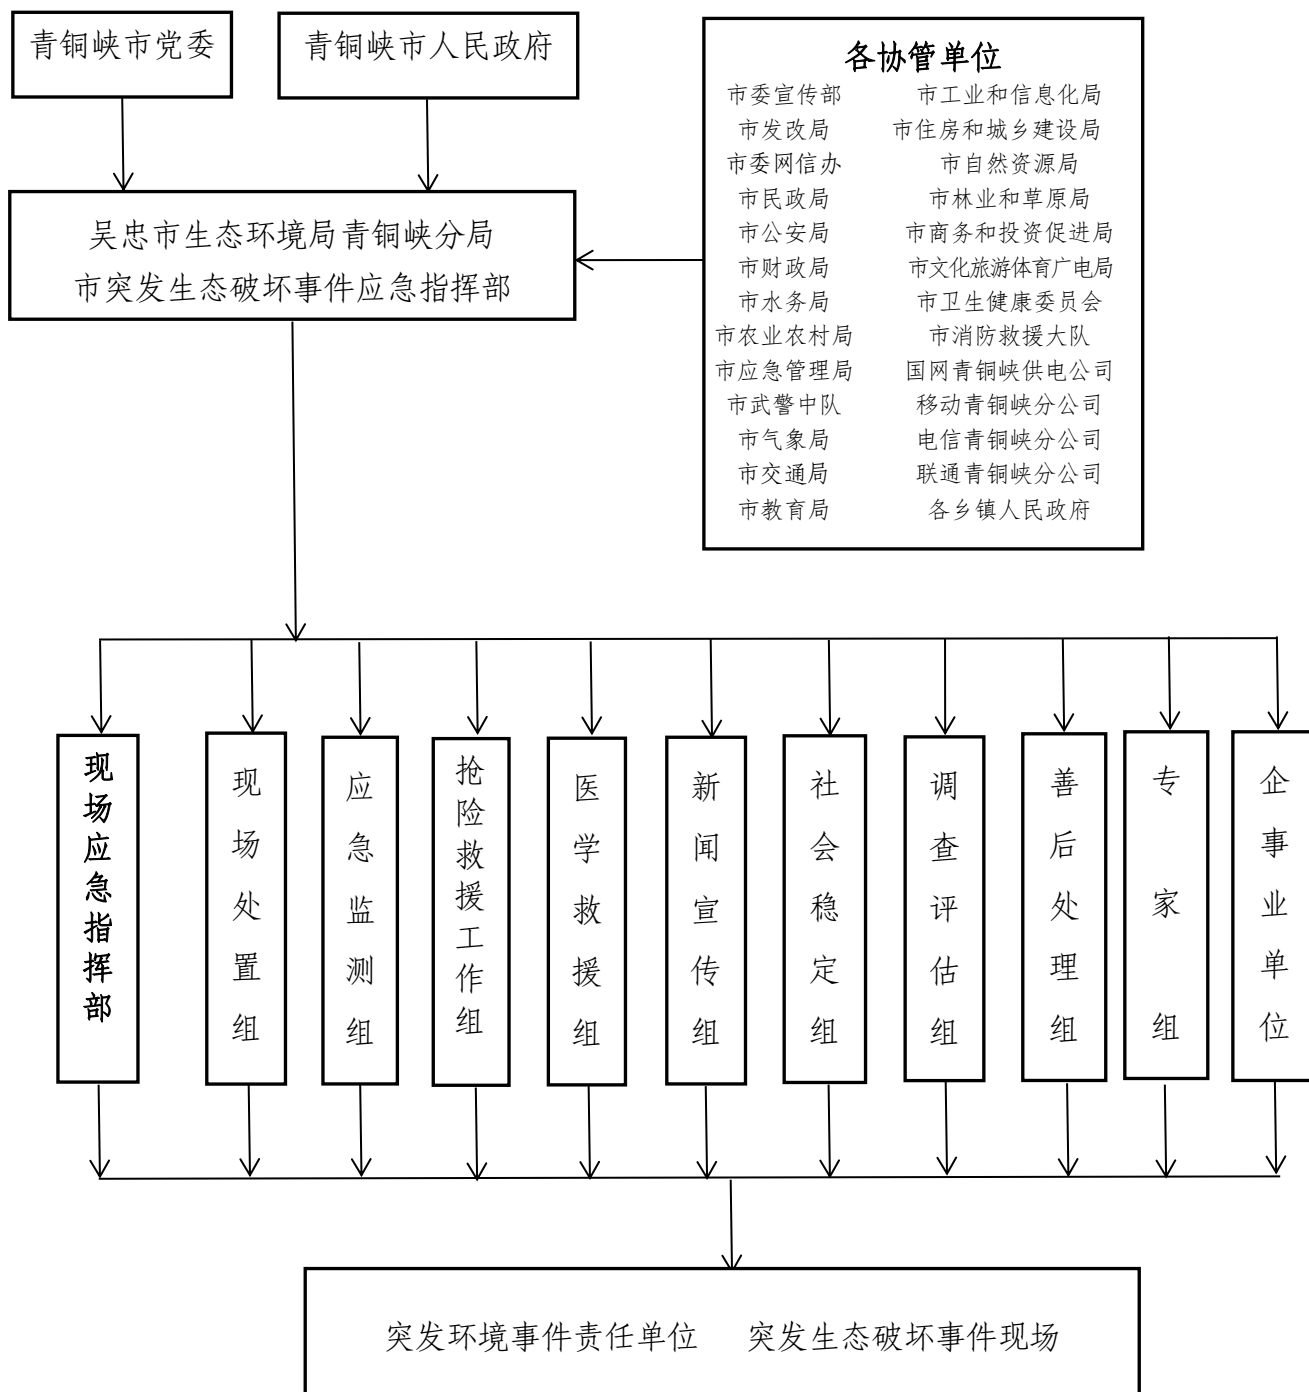 青铜峡市党委
青铜峡市人民政府
吴忠市生态环境局青铜峡分局
市突发生态破坏事件应急指挥部
各协管单位
市委宣传部 市工业和信息化局
市发改局 市住房和城乡建设局
市委网信办 市自然资源局
市民政局 市林业和草原局
市公安局 市商务和投资促进局
市财政局 市文化旅游体育广电局
市水务局 市卫生健康委员会
市农业农村局 市消防救援大队
市应急管理局 国网青铜峡供电公司
市武警中队 移动青铜峡分公司
市气象局 电信青铜峡分公司
市交通局 联通青铜峡分公司
市教育局 各乡镇人民政府
现场应急指挥部
现场处置组
应急监测组
抢险救援工作组
医学救援组
新闻宣传组
社会稳定组
调查评估组
善后处理组
专家组
企事业单位
突发环境事件责任单位 突发生态破坏事件现场